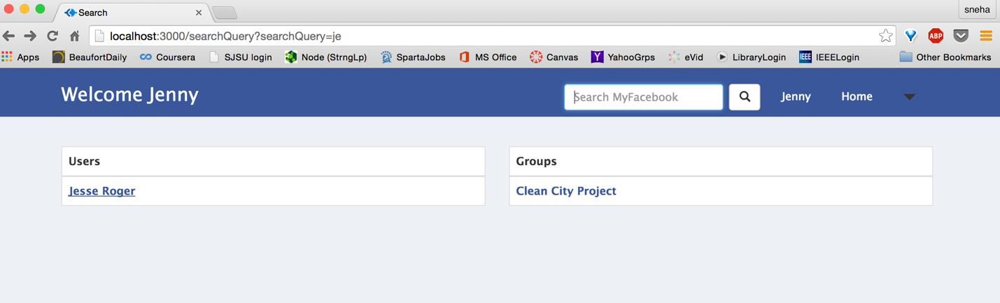 Search
sneha
localhost:3000/searchQuery?searchQuery=je
ABP
Apps BeaufortDaily Coursera SJSU login Node (StrngLp) SpartaJobs MS Office Canvas YahooGrps eVid LibraryLogin IEEE IEEELogin Other Bookmarks
Welcome Jenny Search MyFacebook Jenny Home
Users
Jesse Roger
Groups
Clean City Project